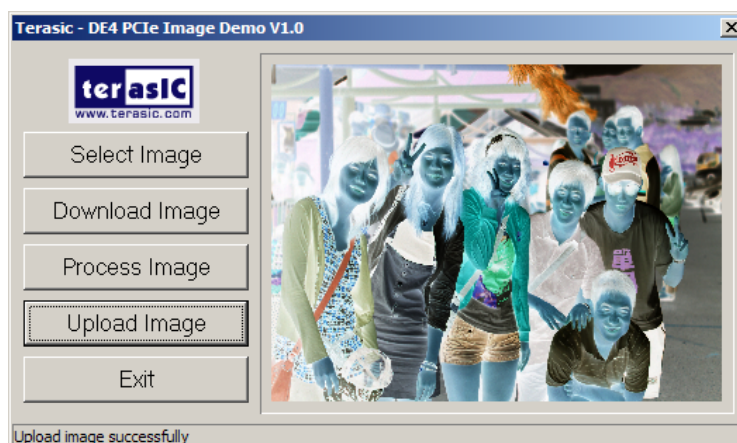 Terasic - DE4 PCIe Image Demo V1.0
terasIC
www.terasic.com
Select Image
Download Image
Process Image
Upload Image
Exit
Upload image successfully